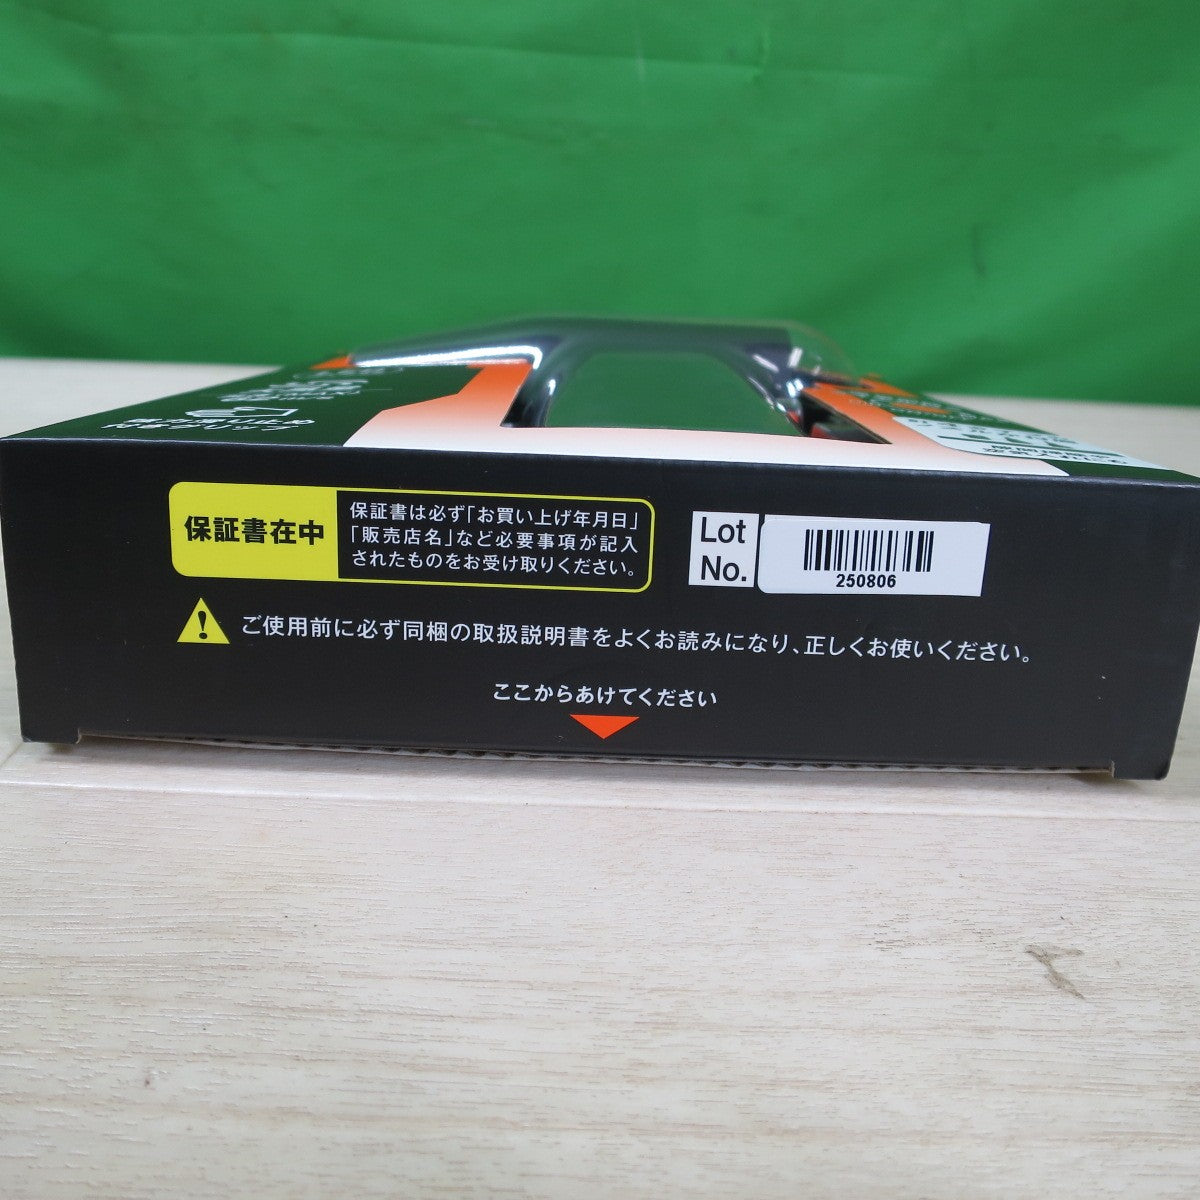 保証書在中
保証書は必ず「お買い上げ年月日」
「販売店名」など必要事項が記入
されたものをお受け取りください。
Lot
No.
250806
ご使用前に必ず同梱の取扱説明書をよくお読みになり、正しくお使いください。
ここからあけてください